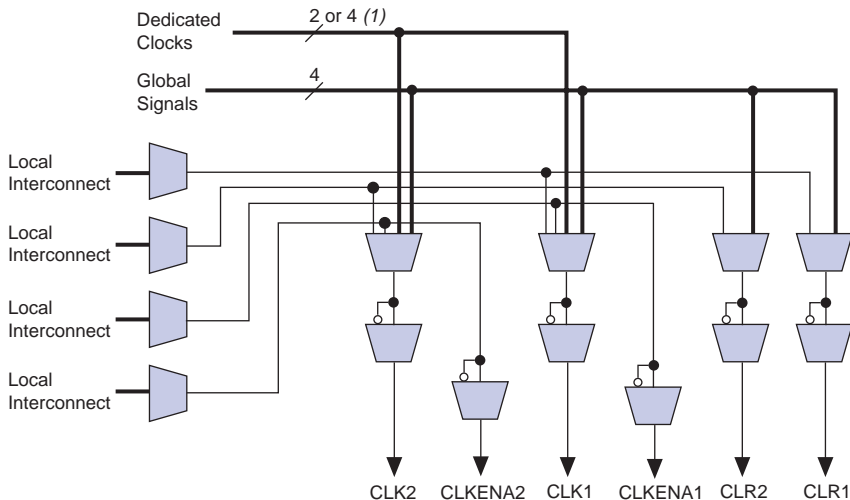 Dedicated
Clocks
2 or 4 (1)
Global
Signals
4
Local
Interconnect
Local
Interconnect
Local
Interconnect
Local
Interconnect
CLK2 CLKENA2 CLK1 CLKENA1 CLR2 CLR1